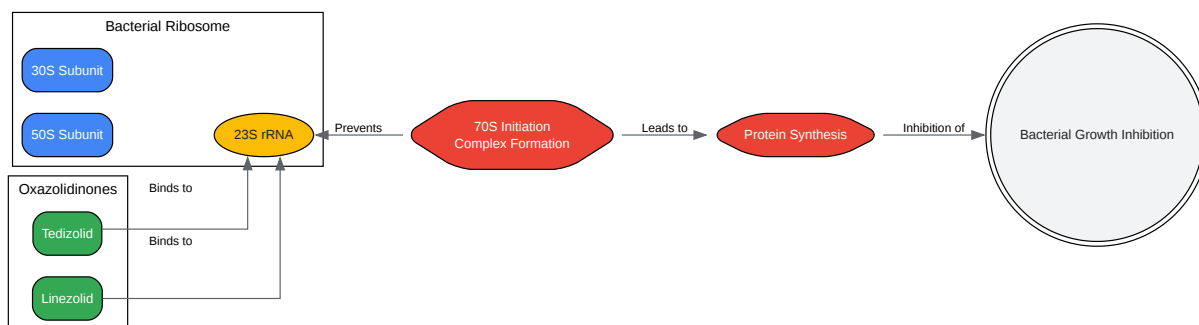 Bacterial Ribosome
30S Subunit
50S Subunit
23S rRNA
Prevents
70S Initiation
Complex Formation
Leads to
Protein Synthesis
Inhibition of
Bacterial Growth Inhibition
Oxazolidinones
Binds to
Tedizolid
Binds to
Linezolid